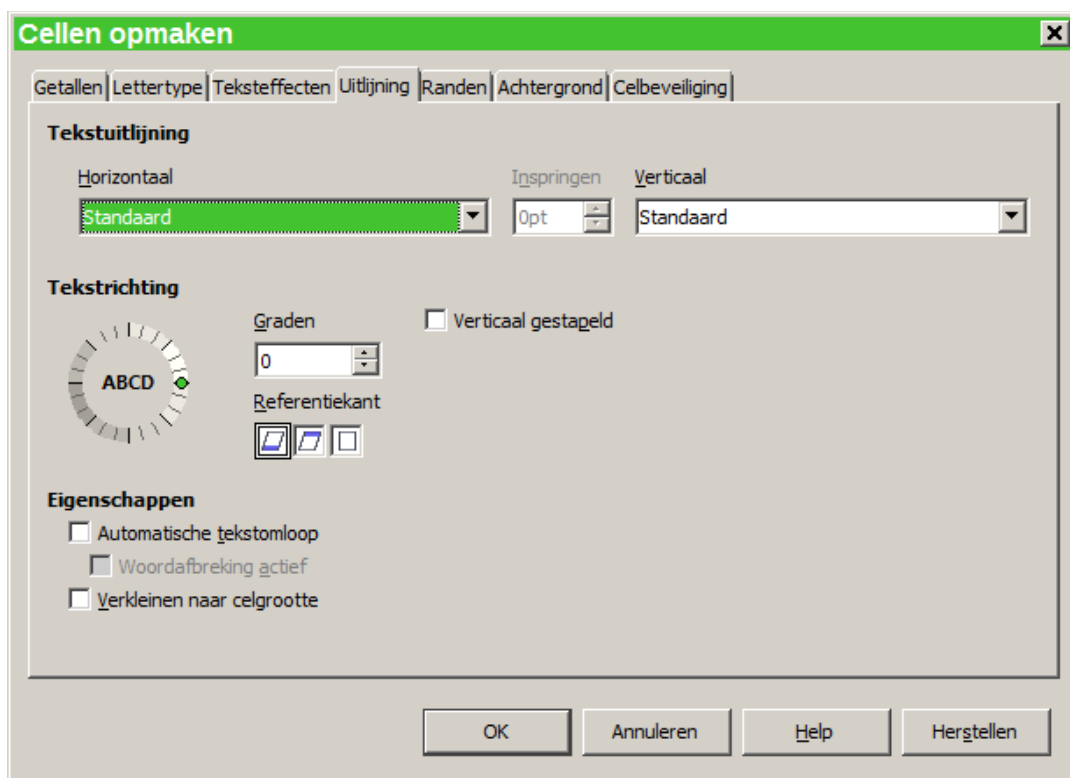 Cellen opmaken
Getallen Lettertype Teksteffecten Uitlijning Randen Achtergrond Celbeveiliging
Tekstuitlijning
Horizontaal Inspringen Verticaal
Standaard 0pt Standaard
Tekstrichting
Graden Verticaal gestapeld
0
ABCD
Referentiekant
Eigenschappen
Automatische tekstomloop
Woordafbreking actief
Verkleinen naar celgrootte
OK Annuleren Help Herstellen